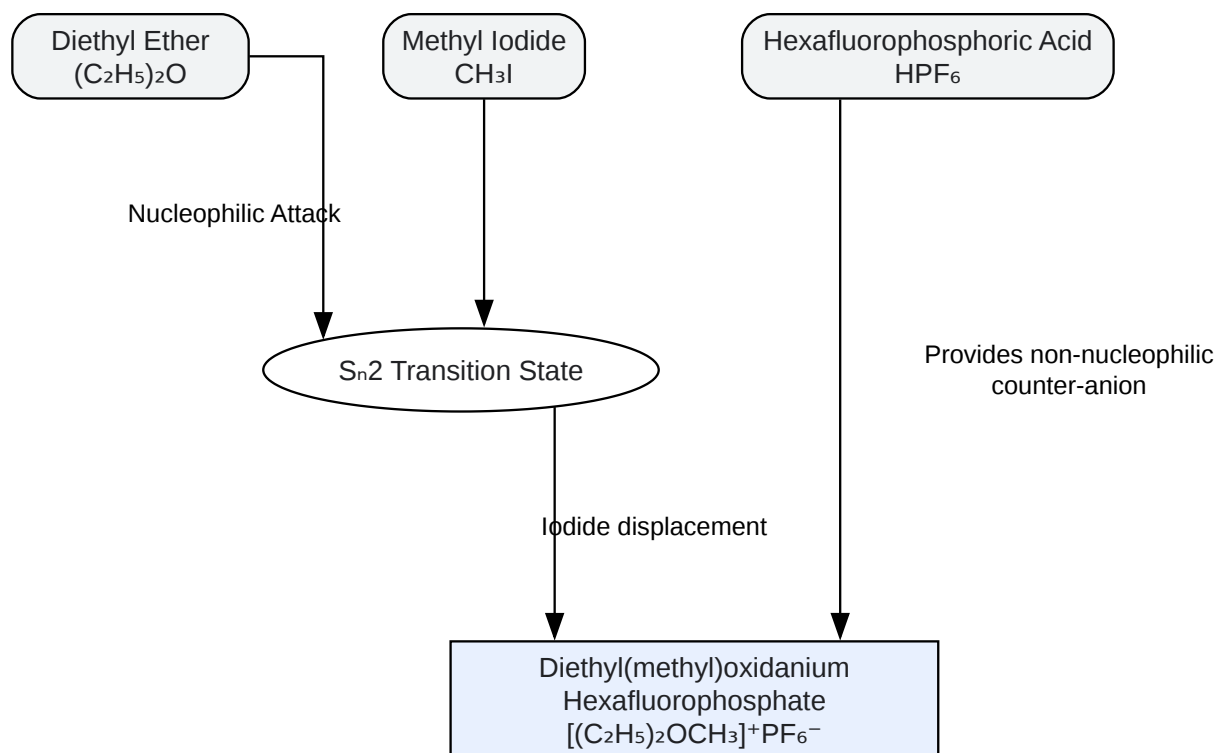 Diethyl Ether
(C₂H₅)₂O
Methyl Iodide
CH₃I
Hexafluorophosphoric Acid
HPF₆
Nucleophilic Attack
Sₙ2 Transition State
Provides non-nucleophilic
counter-anion
Iodide displacement
Diethyl(methyl)oxidanium
Hexafluorophosphate
[(C₂H₅)₂OCH₃]⁺PF₆⁻